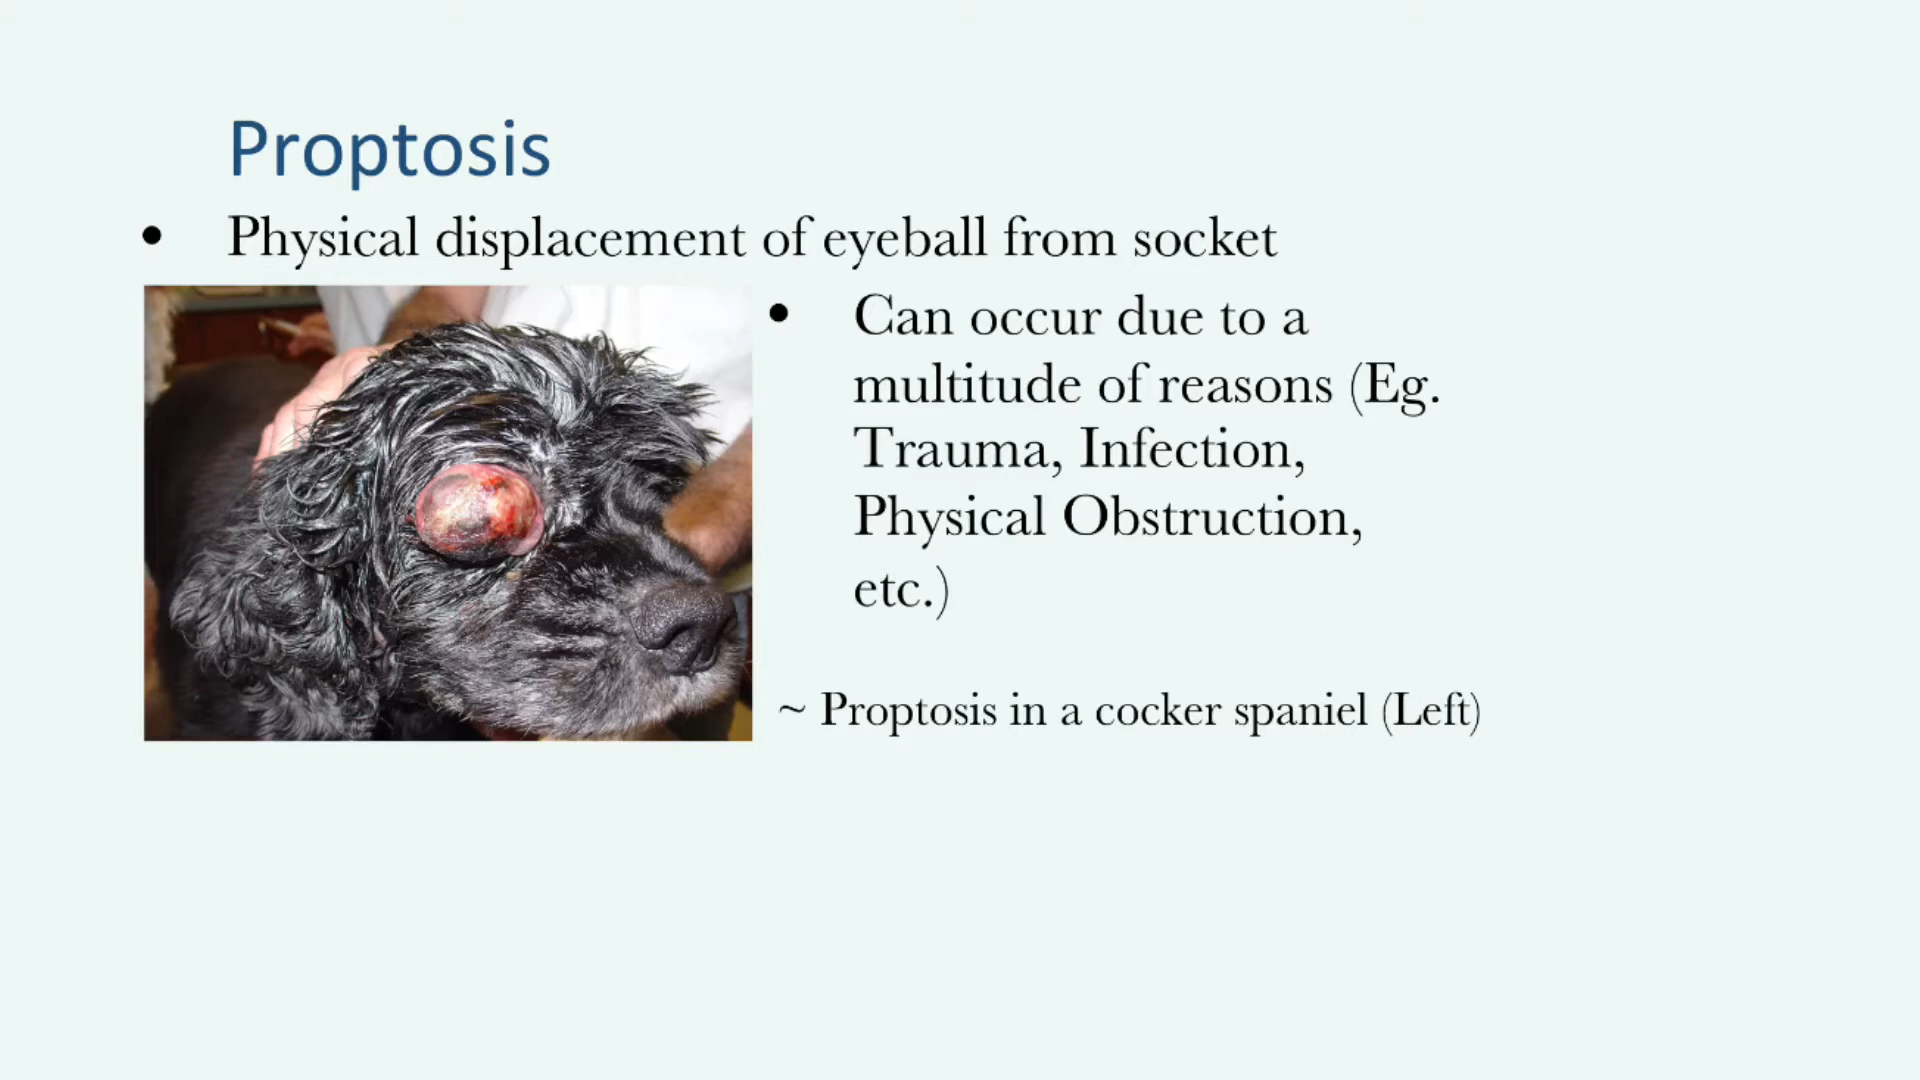 Proptosis
• Physical displacement of eyeball from socket
• Can occur due to a
multitude of reasons (Eg.
Trauma, Infection,
Physical Obstruction,
etc.)
~ Proptosis in a cocker spaniel (Left)